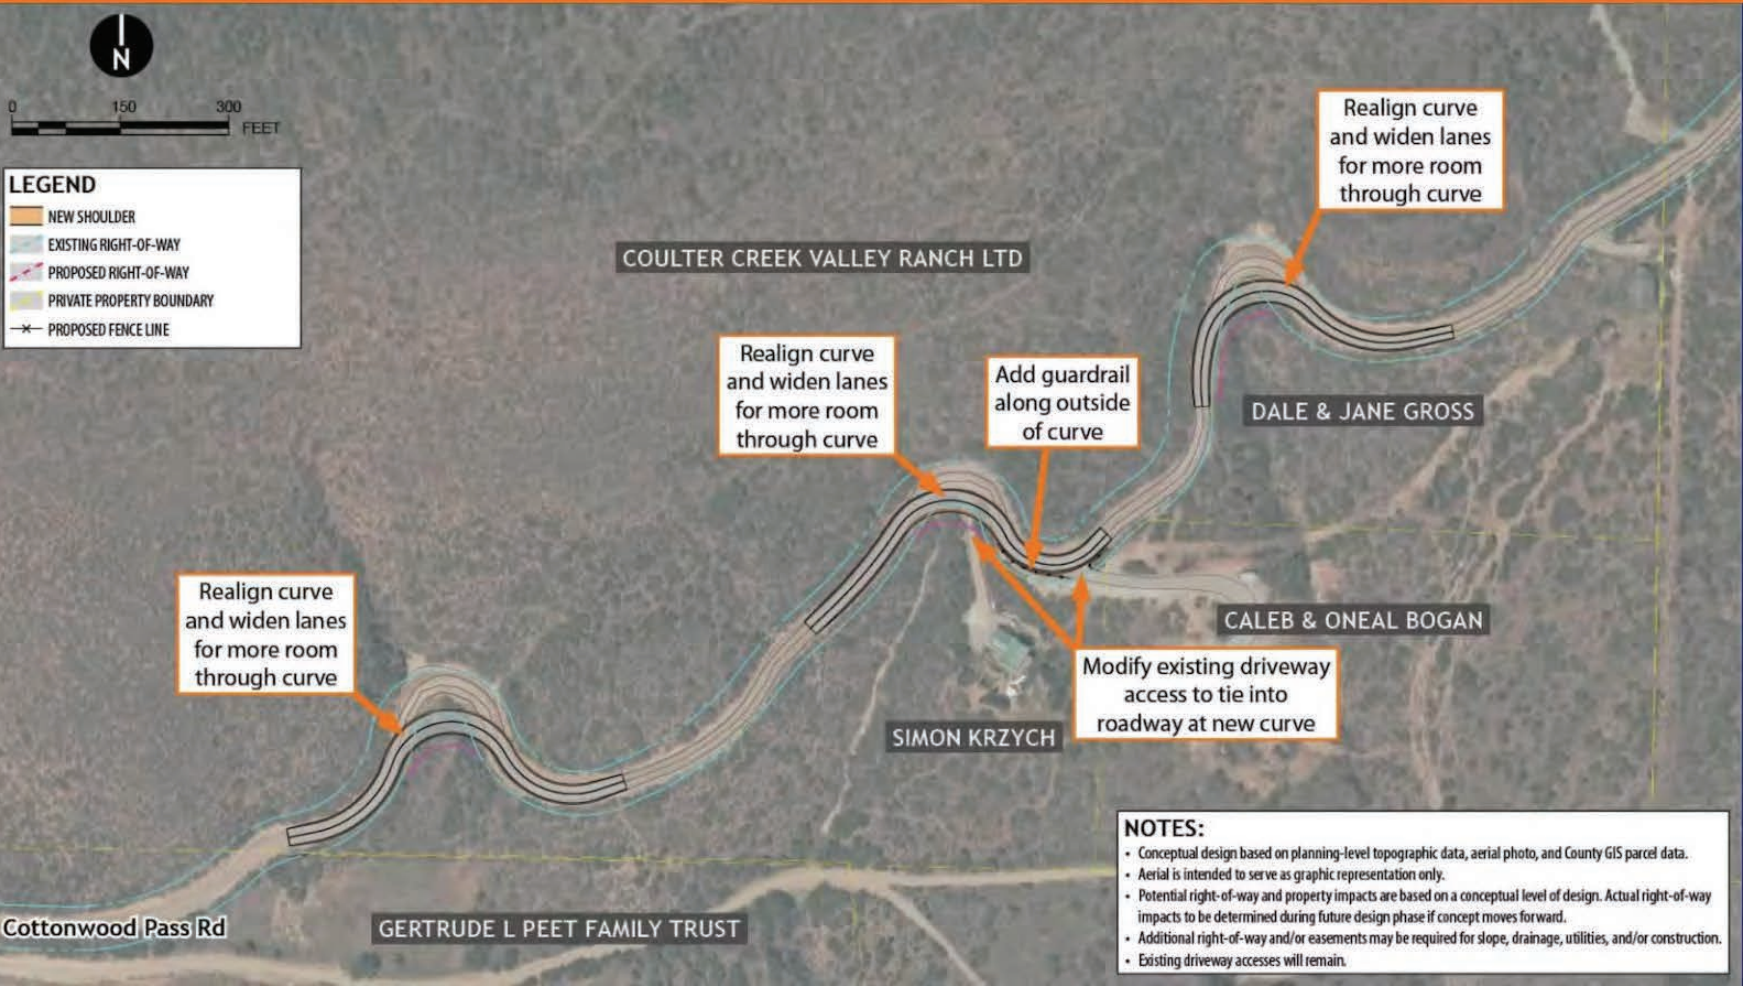 N
0 150 300
FEET
LEGEND
NEW SHOULDER
EXISTING RIGHT-OF-WAY
PROPOSED RIGHT-OF-WAY
PRIVATE PROPERTY BOUNDARY
PROPOSED FENCE LINE
Realign curve
and widen lanes
for more room
through curve
COULTER CREEK VALLEY RANCH LTD
Realign curve
and widen lanes
for more room
through curve
Add guardrail
along outside
of curve
DALE & JANE GROSS
Realign curve
and widen lanes
for more room
through curve
CALEB & ONEAL BOGAN
Modify existing driveway
access to tie into
roadway at new curve
SIMON KRZYCH
Cottonwood Pass Rd
GERTRUDE L PEET FAMILY TRUST
NOTES:
• Conceptual design based on planning-level topographic data, aerial photo, and County GIS parcel data.
• Aerial is intended to serve as graphic representation only.
• Potential right-of-way and property impacts are based on a conceptual level of design. Actual right-of-way
impacts to be determined during future design phase if concept moves forward.
• Additional right-of-way and/or easements may be required for slope, drainage, utilities, and/or construction.
• Existing driveway accesses will remain.